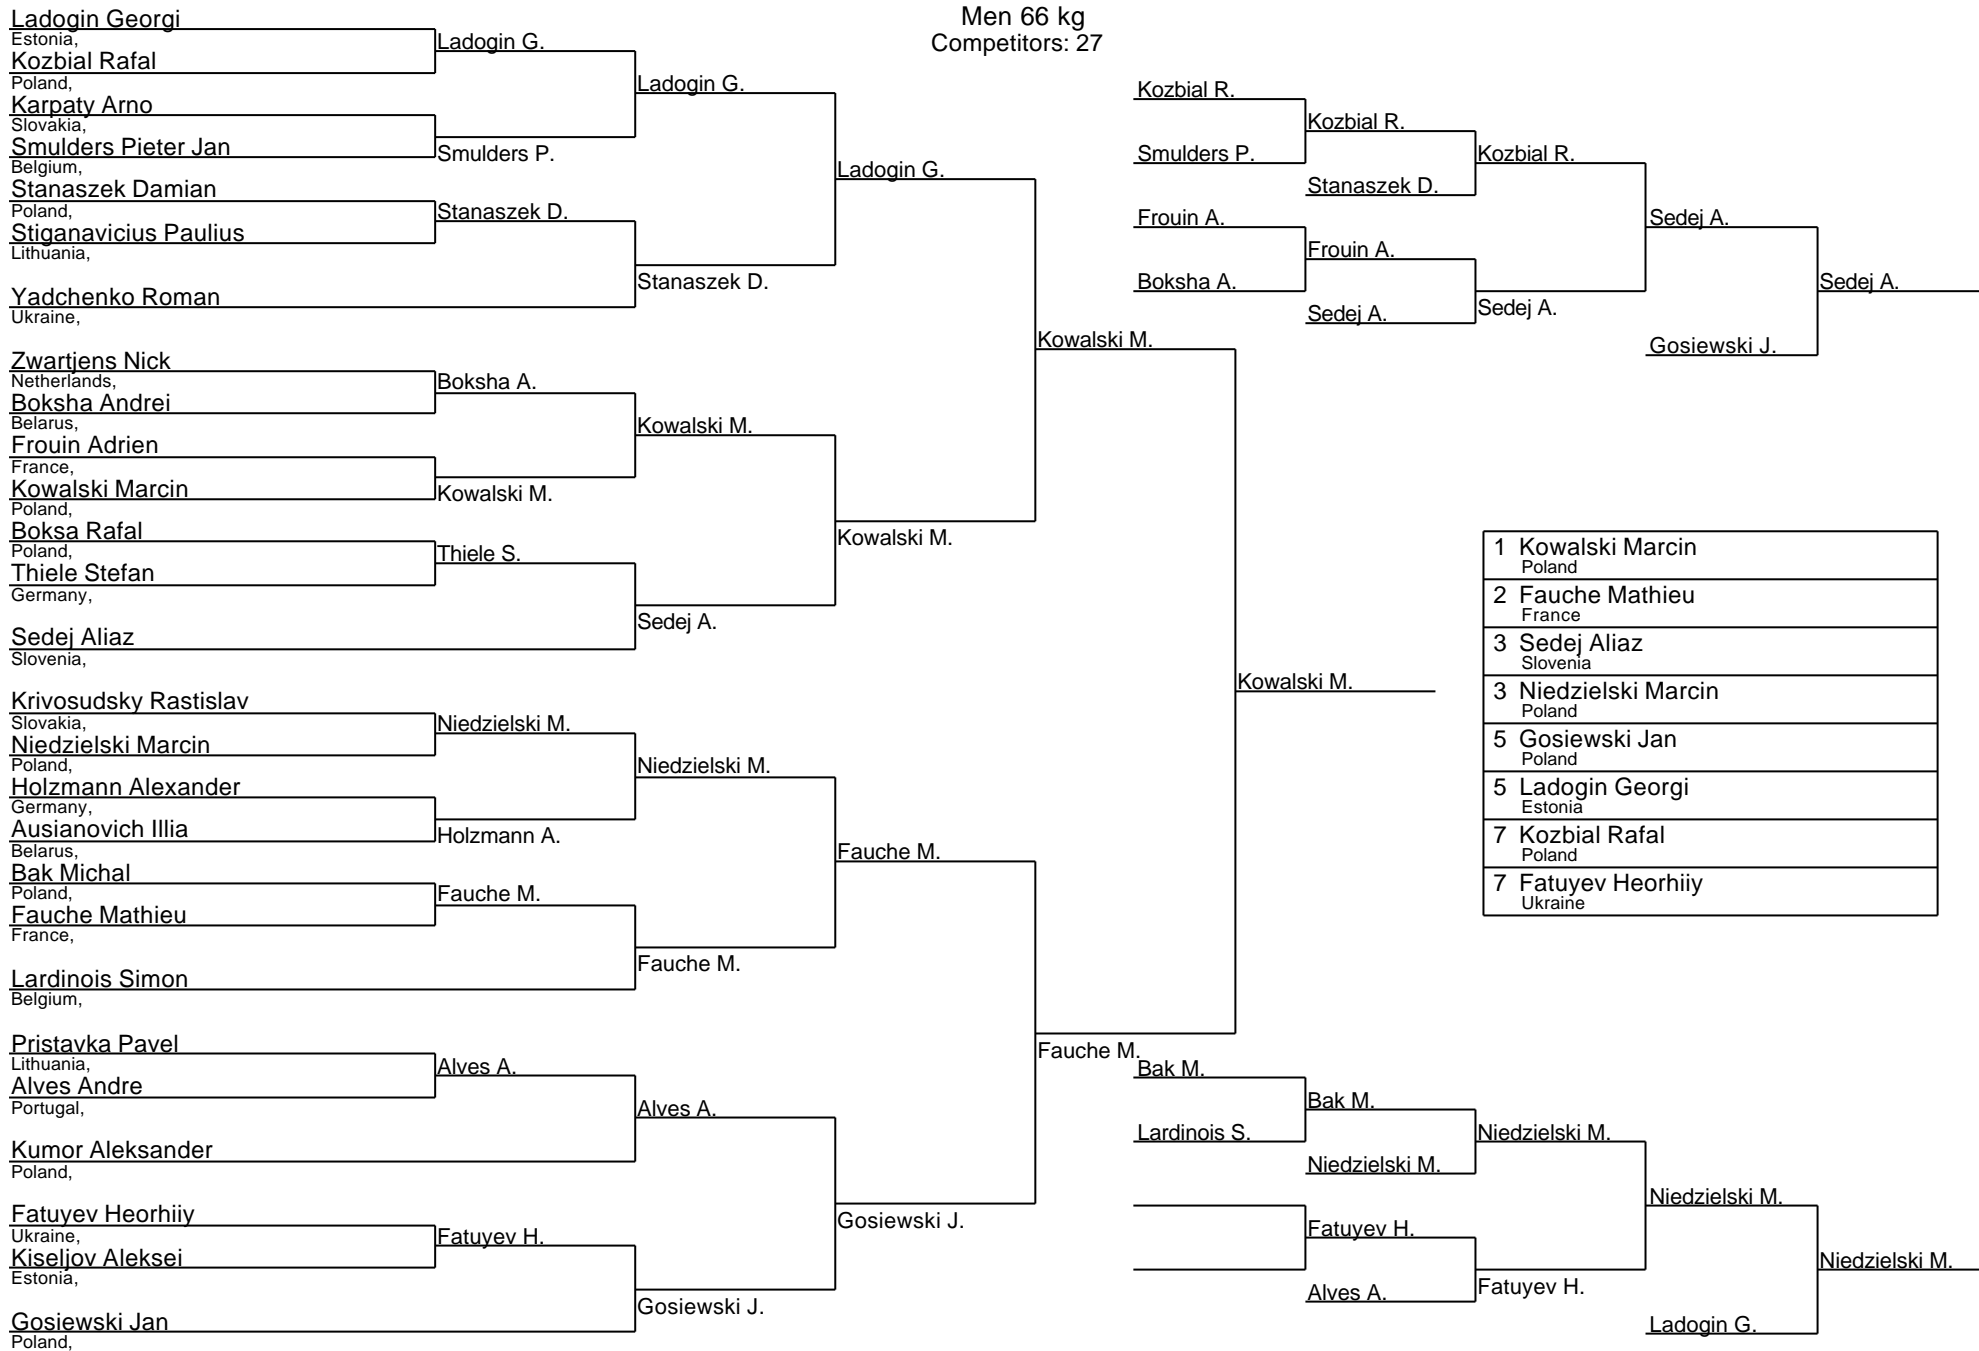 Men 66 kg
Competitors: 27
Ladogin Georgi
Estonia,
Kozbial Rafal
Poland,
Karpaty Arno
Slovakia,
Smulders Pieter Jan
Belgium,
Stanaszek Damian
Poland,
Stiganavicius Paulius
Lithuania,
Yadchenko Roman
Ukraine,
Zwartjens Nick
Netherlands,
Boksha Andrei
Belarus,
Frouin Adrien
France,
Kowalski Marcin
Poland,
Boksa Rafal
Poland,
Thiele Stefan
Germany,
Sedej Aliaz
Slovenia,
Krivosudsky Rastislav
Slovakia,
Niedzielski Marcin
Poland,
Holzmann Alexander
Germany,
Ausianovich Illia
Belarus,
Bak Michal
Poland,
Fauche Mathieu
France,
Lardinois Simon
Belgium,
Pristavka Pavel
Lithuania,
Alves Andre
Portugal,
Kumor Aleksander
Poland,
Fatuyev Heorhiiy
Ukraine,
Kiseljov Aleksei
Estonia,
Gosiewski Jan
Poland,
Ladogin G.
Smulders P.
Stanaszek D.
Boksha A.
Kowalski M.
Thiele S.
Niedzielski M.
Holzmann A.
Fauche M.
Alves A.
Fatuyev H.
Ladogin G.
Stanaszek D.
Kowalski M.
Sedej A.
Niedzielski M.
Fauche M.
Alves A.
Gosiewski J.
Ladogin G.
Kowalski M.
Fauche M.
Gosiewski J.
Kowalski M.
Fauche M.
Kowalski M.
Kozbial R.
Smulders P.
Frouin A.
Boksha A.
Kozbial R.
Stanaszek D.
Frouin A.
Sedej A.
Kozbial R.
Sedej A.
Sedej A.
Gosiewski J.
Sedej A.
1 Kowalski Marcin
Poland
2 Fauche Mathieu
France
3 Sedej Aliaz
Slovenia
3 Niedzielski Marcin
Poland
5 Gosiewski Jan
Poland
5 Ladogin Georgi
Estonia
7 Kozbial Rafal
Poland
7 Fatuyev Heorhiiy
Ukraine
Bak M.
Lardinois S.
Bak M.
Niedzielski M.
Fatuyev H.
Alves A.
Niedzielski M.
Fatuyev H.
Niedzielski M.
Ladogin G.
Niedzielski M.